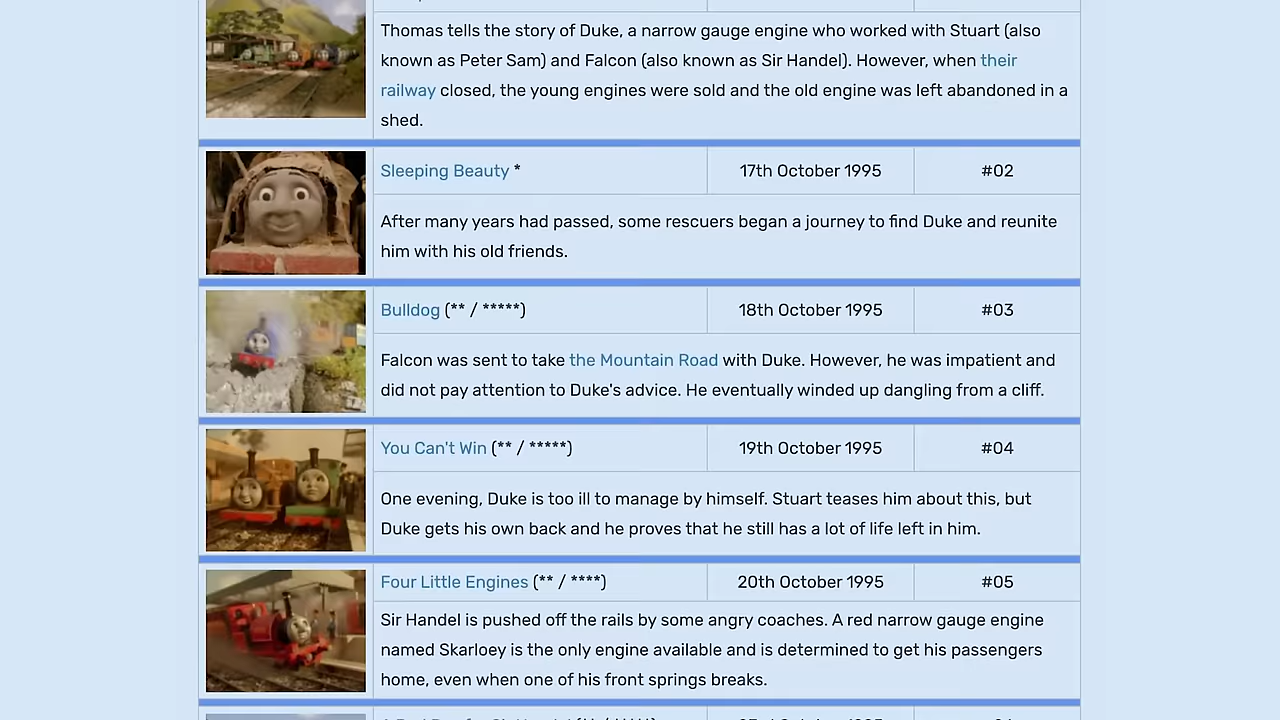 Thomas tells the story of Duke, a narrow gauge engine who worked with Stuart (also
known as Peter Sam) and Falcon (also known as Sir Handel). However, when their
railway closed, the young engines were sold and the old engine was left abandoned in a
shed.
Sleeping Beauty * 17th October 1995 #02
After many years had passed, some rescuers began a journey to find Duke and reunite
him with his old friends.
Bulldog (** / *****) 18th October 1995 #03
Falcon was sent to take the Mountain Road with Duke. However, he was impatient and
did not pay attention to Duke's advice. He eventually winded up dangling from a cliff.
You Can't Win (** / *****) 19th October 1995 #04
One evening, Duke is too ill to manage by himself. Stuart teases him about this, but
Duke gets his own back and he proves that he still has a lot of life left in him.
Four Little Engines (** / ****) 20th October 1995 #05
Sir Handel is pushed off the rails by some angry coaches. A red narrow gauge engine
named Skarloey is the only engine available and is determined to get his passengers
home, even when one of his front springs breaks.